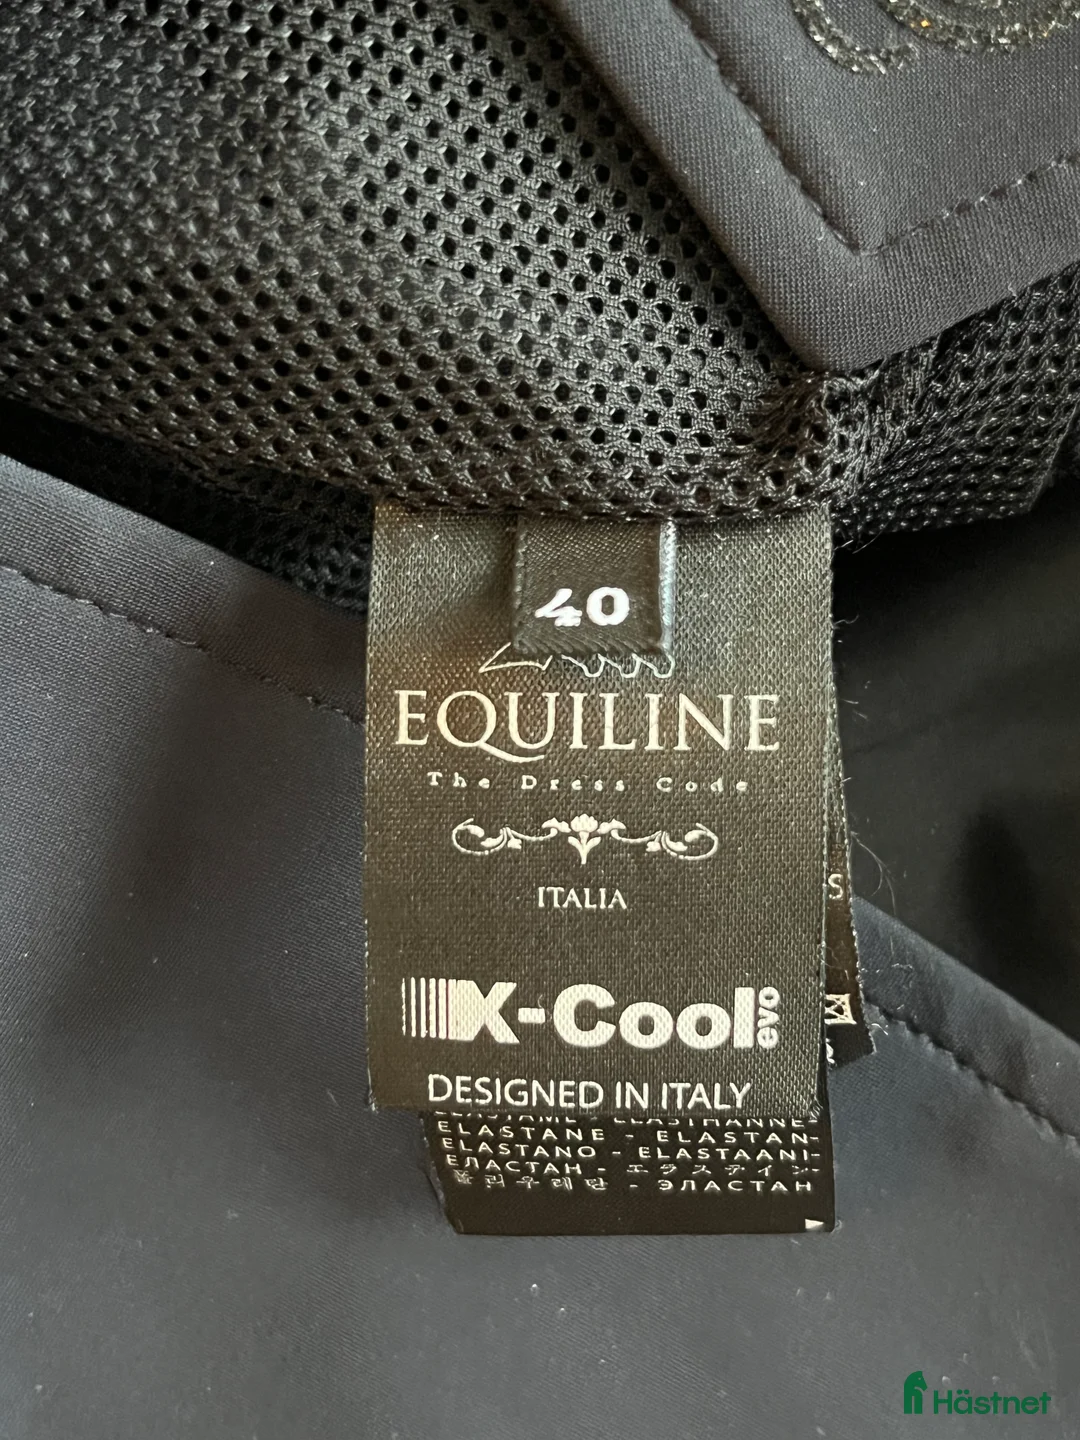 40
EQUILINE
The Dress Code
ITALIA
X-Cool evo
DESIGNED IN ITALY
ELASTANE - ELASTAN-
ELASTANO - ELASTAANI-
ЕЛАСТАН - エラスティン-
폴리우레탄 - ЭЛАСТАН
S
Hästnet